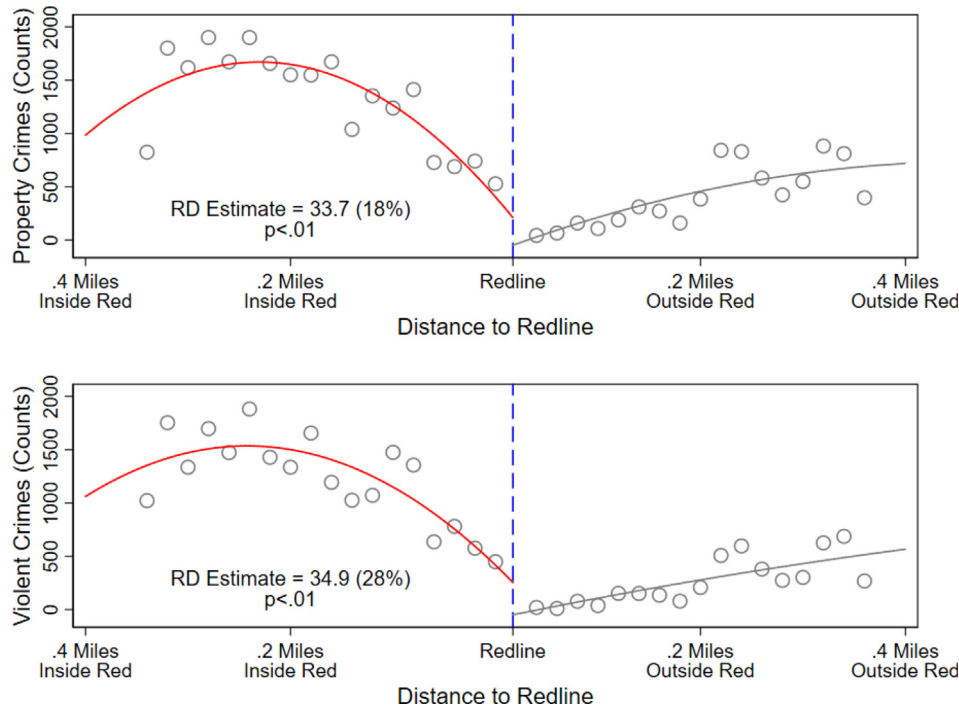 Property Crimes (Counts)
2000
1500
1000
500
0
RD Estimate = 33.7 (18%)
p<.01
.4 Miles
Inside Red
.2 Miles
Inside Red
Redline
.2 Miles
Outside Red
.4 Miles
Outside Red
Distance to Redline
Violent Crimes (Counts)
2000
1500
1000
500
0
RD Estimate = 34.9 (28%)
p<.01
.4 Miles
Inside Red
.2 Miles
Inside Red
Redline
.2 Miles
Outside Red
.4 Miles
Outside Red
Distance to Redline